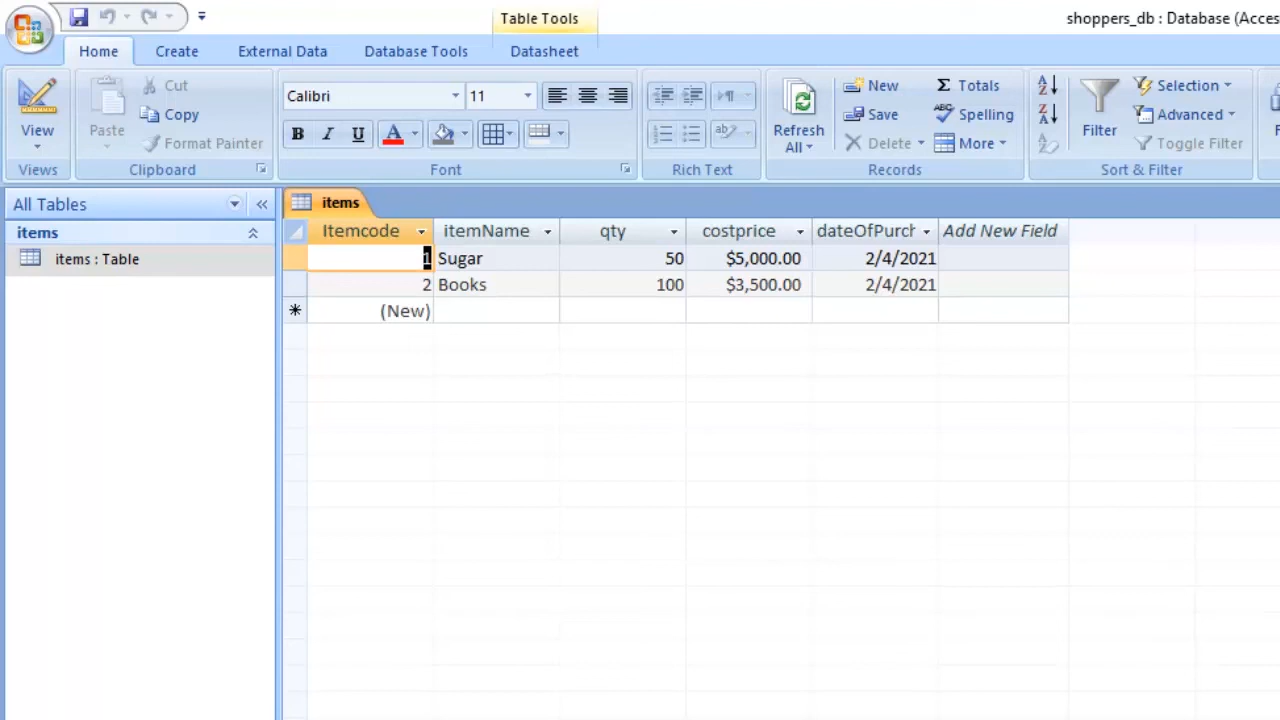 Table Tools
shoppers_db : Database (Acces
Home Create External Data Database Tools Datasheet
View
Views
Paste
Cut
Copy
Format Painter
Clipboard
Calibri 11
B I U A
Font
Rich Text
Refresh All
New
Save
Delete
Σ Totals
ABC Spelling
More
Records
A Z
Z A
Filter
Selection
Advanced
Toggle Filter
Sort & Filter
All Tables «
items
items : Table
items
Itemcode itemName qty costprice dateOfPurch Add New Field
1 Sugar 50 $5,000.00 2/4/2021
2 Books 100 $3,500.00 2/4/2021
* (New)